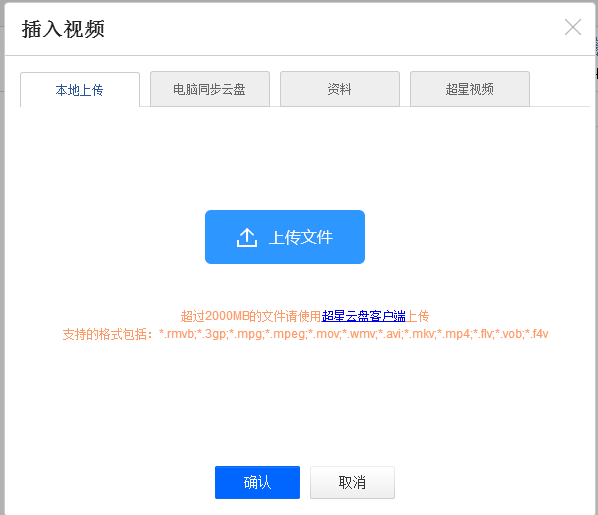 插入视频
本地上传 电脑同步云盘 资料 超星视频
上传文件
超过2000MB的文件请使用超星云盘客户端上传
支持的格式包括：*.rmvb;*.3gp;*.mpg;*.mpeg;*.mov;*.wmv;*.avi;*.mkv;*.mp4;*.flv;*.vob;*.f4v
确认 取消